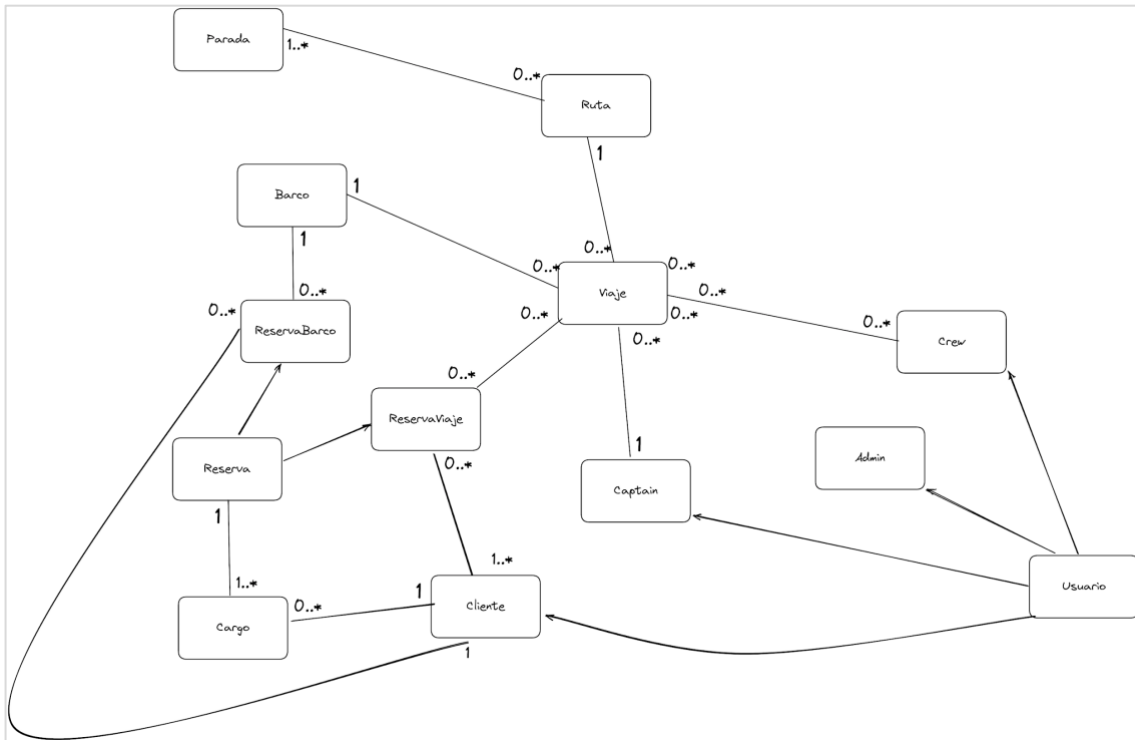 Parada
1..*
0..*
Ruta
1
Barco
1
1
0..*
0..*
0..*
Viaje
0..*
0..*
0..*
0..*
0..*
0..*
0..*
ReservaBarco
0..*
Crew
0..*
ReservaViaje
0..*
Admin
1
Reserva
Captain
1
1..*
1..*
Usuario
1
0..*
Cliente
Cargo
1